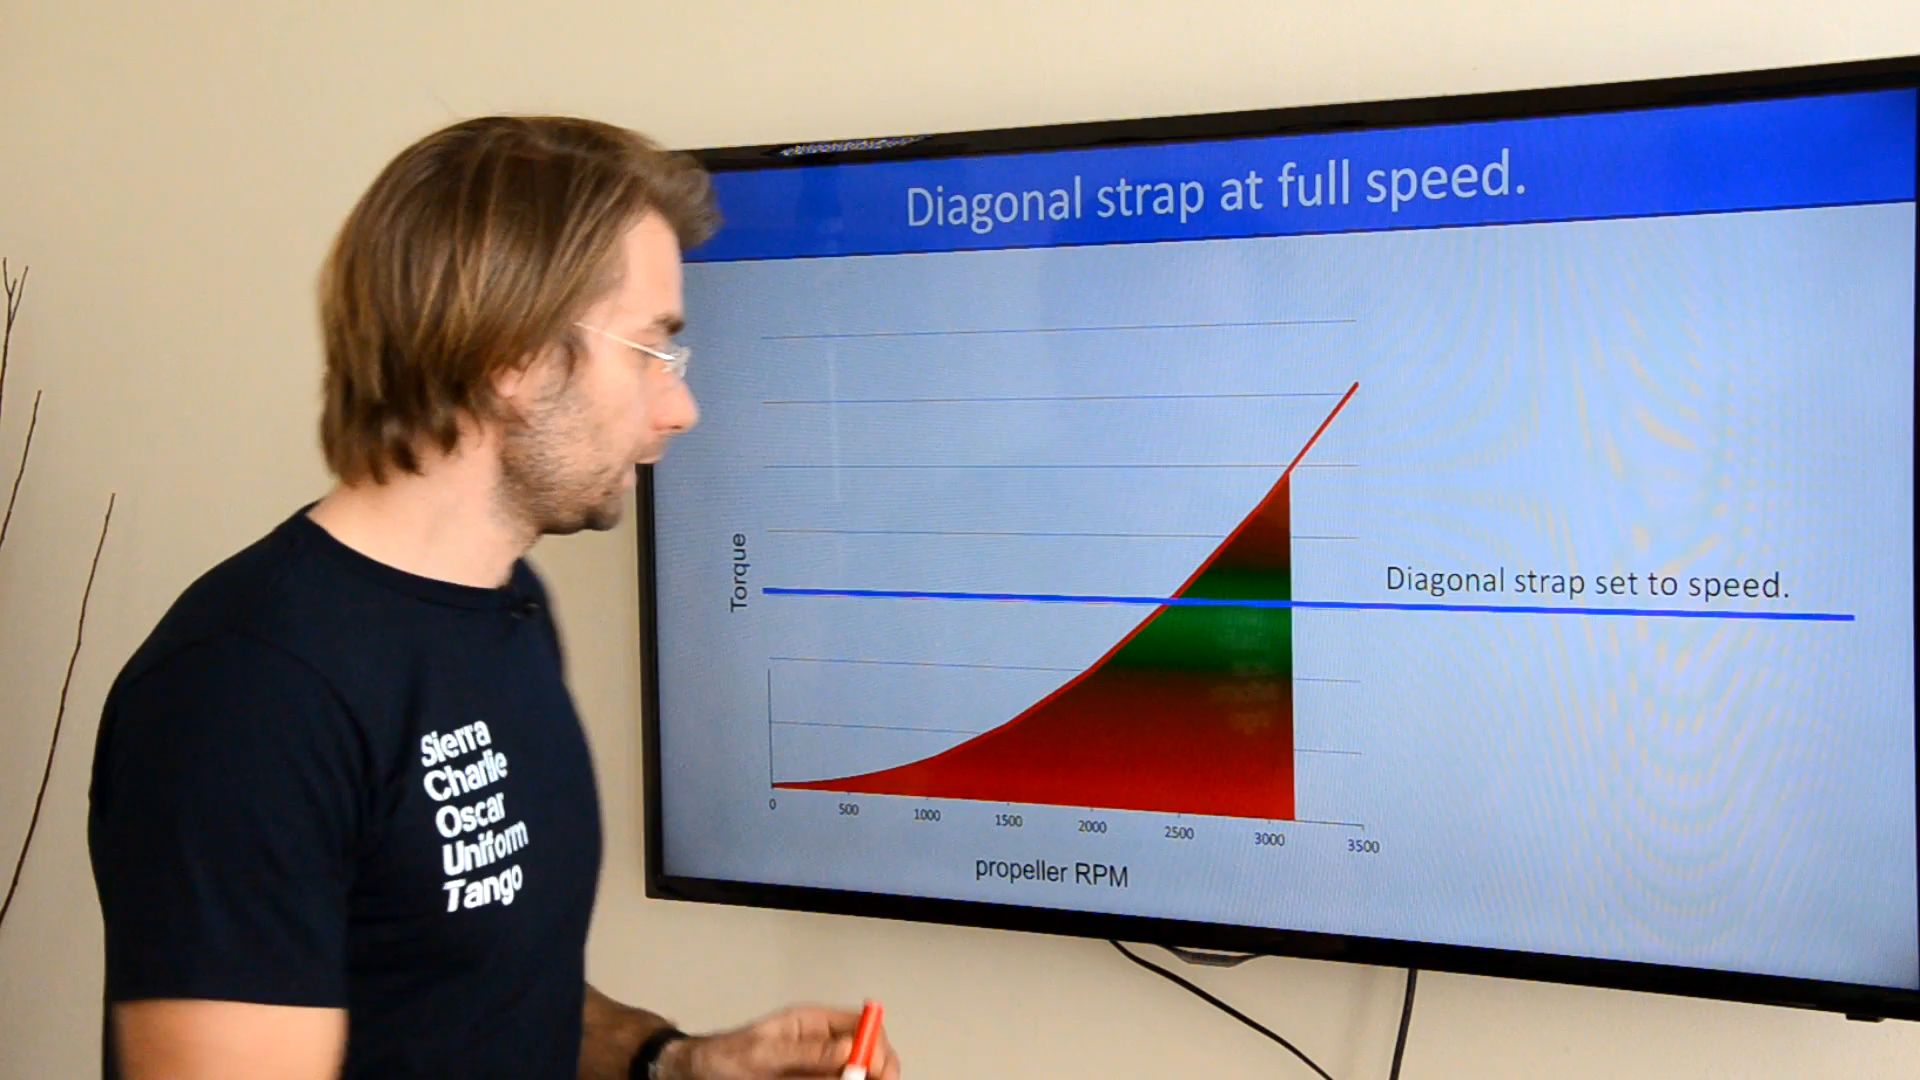 Diagonal strap at full speed.
Torque
Diagonal strap set to speed.
0 500 1000 1500 2000 2500 3000 3500
propeller RPM
Sierra
Charlie
Oscar
Uniform
Tango